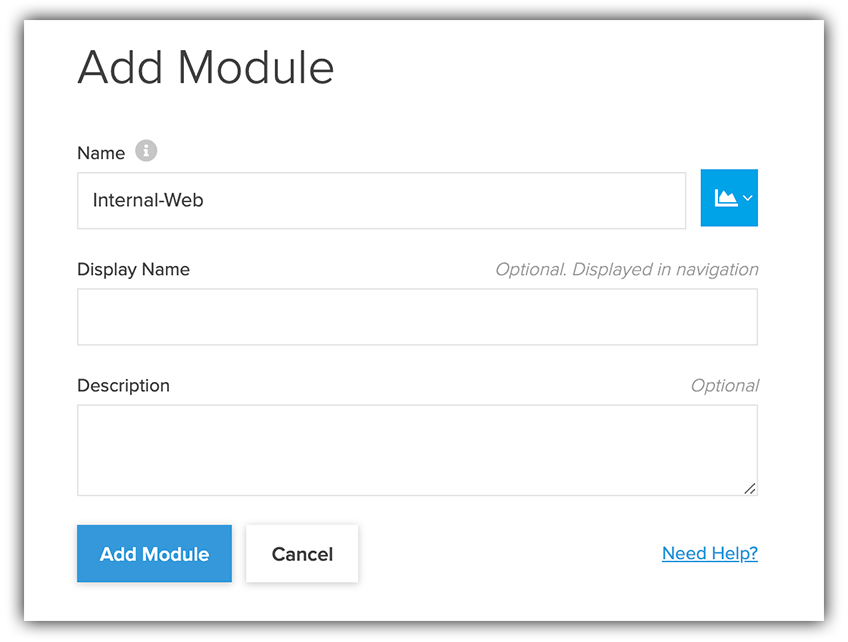 Add Module
Name
Internal-Web
Display Name Optional. Displayed in navigation
Description Optional
Add Module Cancel Need Help?